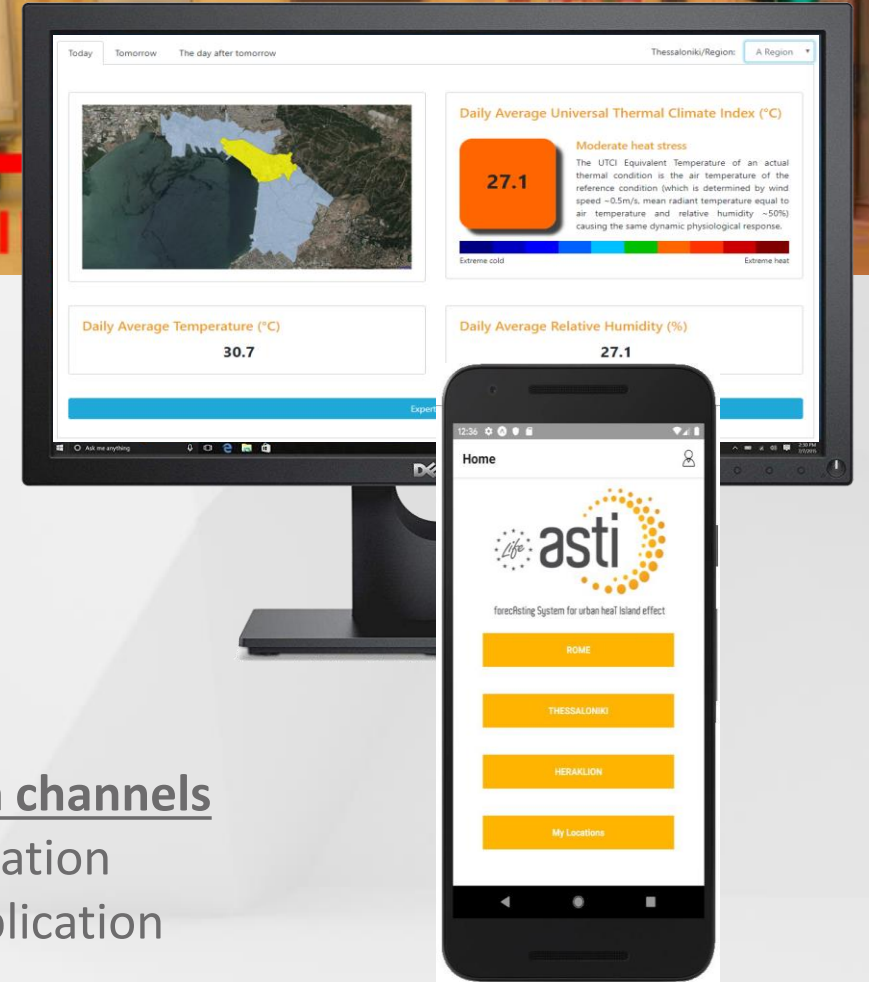 Today Tomorrow The day after tomorrow Thessaloniki/Region: A Region
Daily Average Universal Thermal Climate Index (°C)
27.1
Moderate heat stress
The UTCI Equivalent Temperature of an actual
thermal condition is the air temperature of the
reference condition (which is determined by wind
speed ~0.5m/s, mean radiant temperature equal to
air temperature and relative humidity ~50%)
causing the same dynamic physiological response.
Extreme cold Extreme heat
Daily Average Temperature (°C)
30.7
Daily Average Relative Humidity (%)
27.1
Ask me anything
2:30 PM
12:36
Home
Life asti
forecAsting System for urban heaT Island effect
ROME
THESSALONIKI
HERAKLION
My Locations
channels